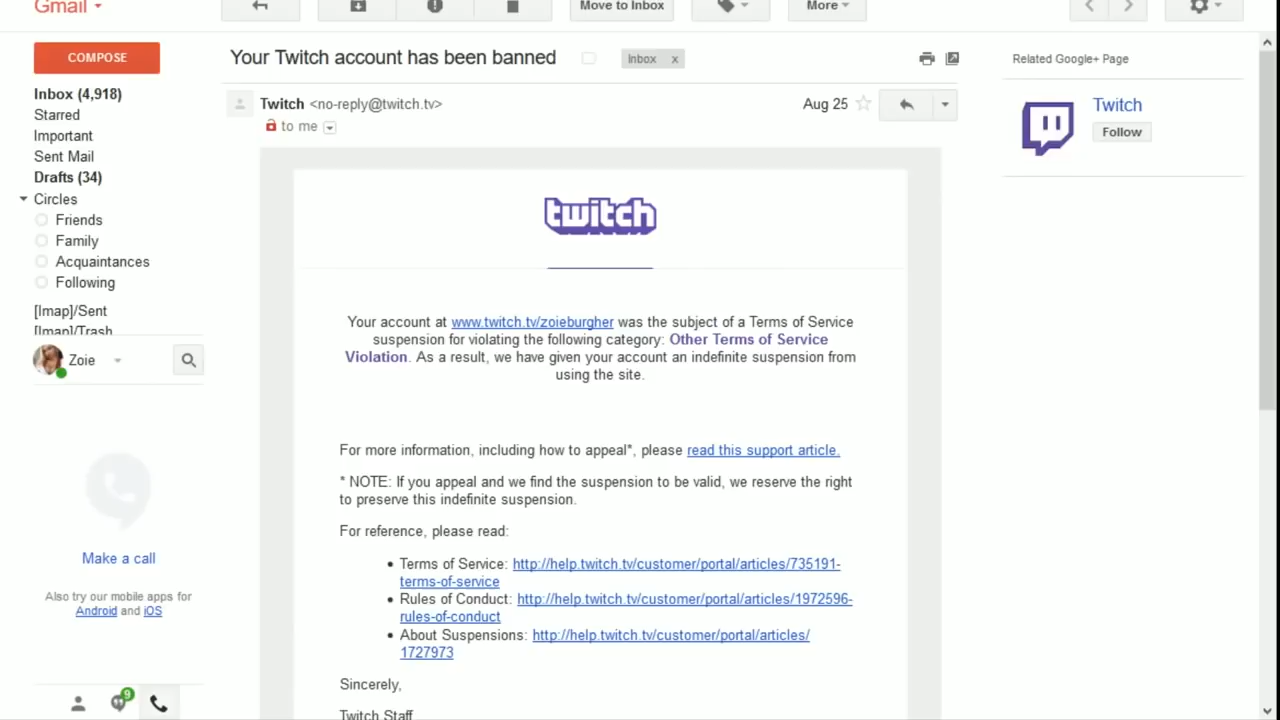 Gmail
Move to Inbox
More
COMPOSE
Your Twitch account has been banned
Inbox x
Related Google+ Page
Inbox (4,918)
Starred
Important
Sent Mail
Drafts (34)
Circles
Friends
Family
Acquaintances
Following
[Imap]/Sent
[Imap]/Trash
Zoie
Make a call
Also try our mobile apps for
Android and iOS
9
Twitch <no-reply@twitch.tv>
Aug 25
to me
Twitch
Follow
twitch
Your account at www.twitch.tv/zoieburgher was the subject of a Terms of Service
suspension for violating the following category: Other Terms of Service
Violation. As a result, we have given your account an indefinite suspension from
using the site.
For more information, including how to appeal*, please read this support article.
* NOTE: If you appeal and we find the suspension to be valid, we reserve the right
to preserve this indefinite suspension.
For reference, please read:
• Terms of Service: http://help.twitch.tv/customer/portal/articles/735191-
terms-of-service
• Rules of Conduct: http://help.twitch.tv/customer/portal/articles/1972596-
rules-of-conduct
• About Suspensions: http://help.twitch.tv/customer/portal/articles/
1727973
Sincerely,
Twitch Staff